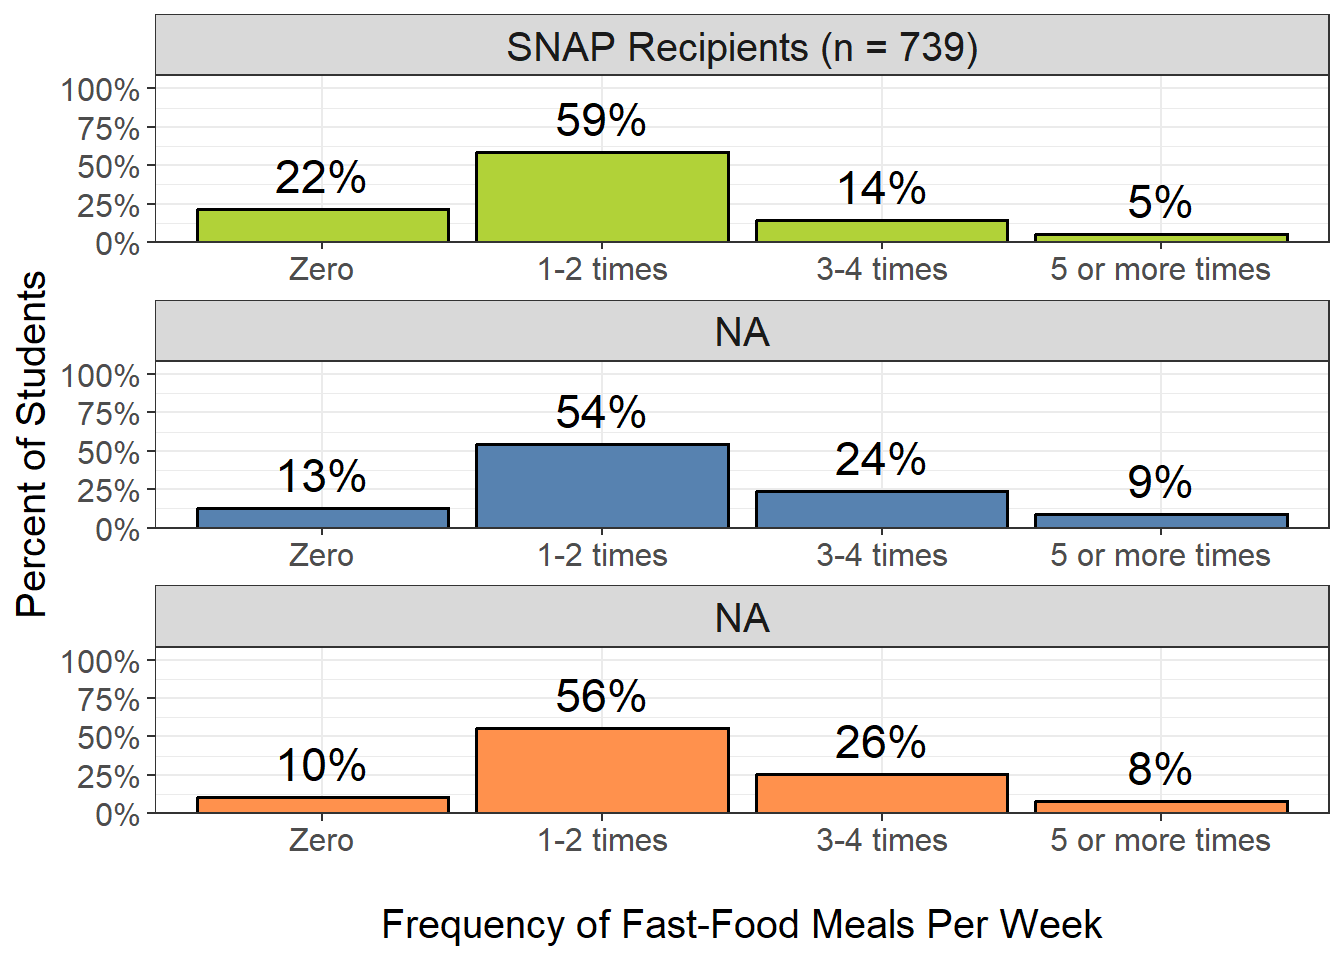 SNAP Recipients (n = 739)
100%
75%
50%
25%
0%
22%
59%
14%
5%
Zero
1-2 times
3-4 times
5 or more times
NA
100%
75%
50%
25%
0%
13%
54%
24%
9%
Zero
1-2 times
3-4 times
5 or more times
NA
100%
75%
50%
25%
0%
10%
56%
26%
8%
Zero
1-2 times
3-4 times
5 or more times
Percent of Students
Frequency of Fast-Food Meals Per Week